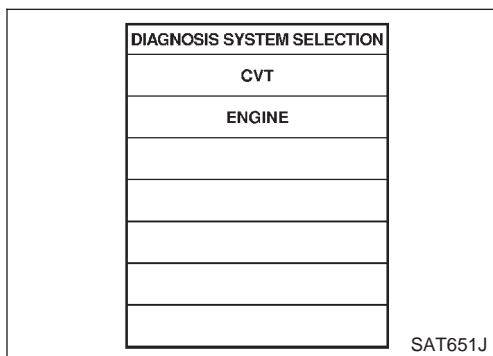 DIAGNOSIS SYSTEM SELECTION
CVT
ENGINE
SAT651J